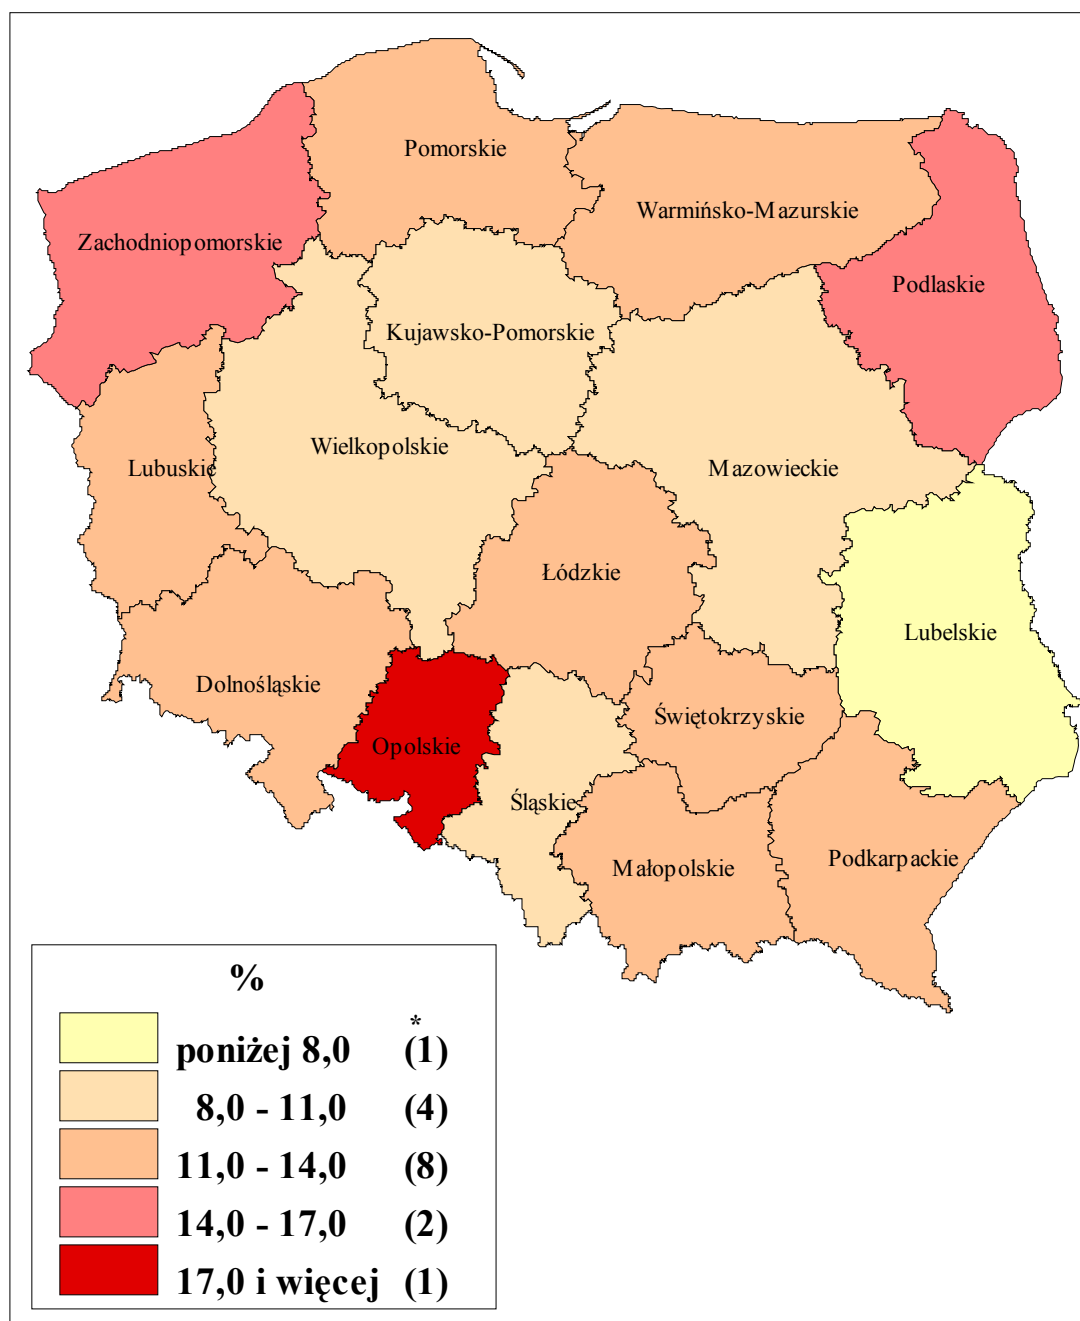 Pomorskie
Warmińsko-Mazurskie
Zachodniopomorskie
Podlaskie
Kujawsko-Pomorskie
Wielkopolskie
Lubuskie
Mazowieckie
Łódzkie
Lubelskie
Dolnośląskie
Świętokrzyskie
Opolskie
Śląskie
Małopolskie
Podkarpackie
%
*
poniżej 8,0 (1)
8,0 - 11,0 (4)
11,0 - 14,0 (8)
14,0 - 17,0 (2)
17,0 i więcej (1)